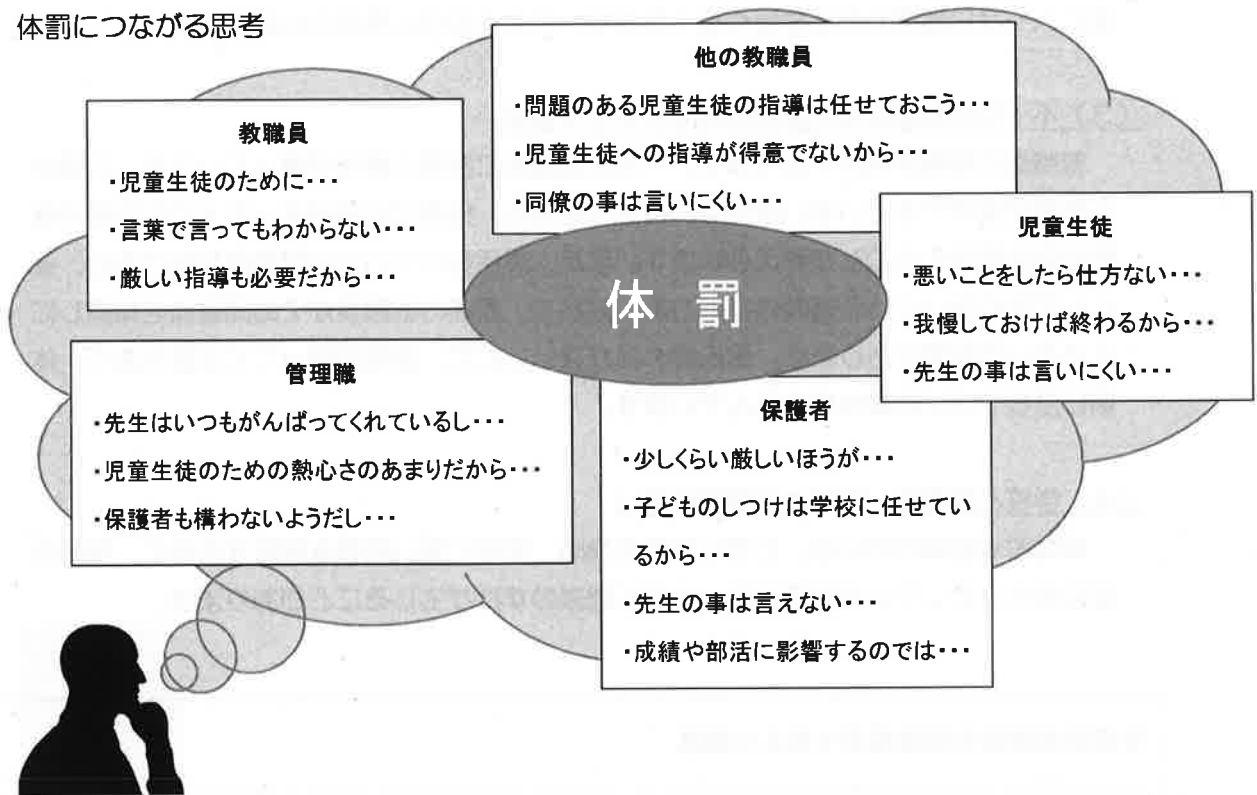 体罰につながる思考
他の教職員
・問題のある児童生徒の指導は任せておこう・・・
・児童生徒への指導が得意でないから・・・
・同僚の事は言いにくい・・・
教職員
・児童生徒のために・・・
・言葉で言ってもわからない・・・
・厳しい指導も必要だから・・・
児童生徒
・悪いことをしたら仕方ない・・・
・我慢しておけば終わるから・・・
・先生の事は言いにくい・・・
体 罰
管理職
・先生はいつもがんばってくれているし・・・
・児童生徒のための熱心さのあまりだから・・・
・保護者も構わないようだし・・・
保護者
・少しくらい厳しいほうが・・・
・子どものしつけは学校に任せてい
るから・・・
・先生の事は言えない・・・
・成績や部活に影響するのでは・・・